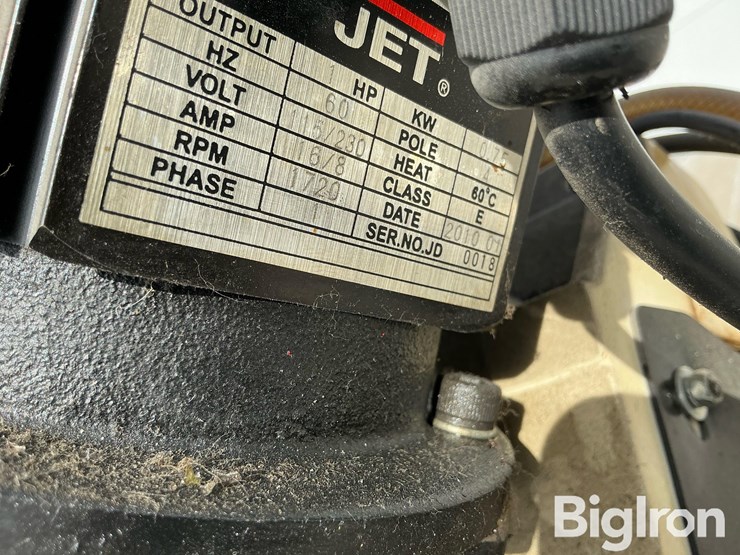 JET®
OUTPUT 1 HP KW
HZ 60 POLE 4
VOLT 115/230 HEAT 60°C
AMP 16/8 CLASS E
RPM 1720 DATE 2010 01
PHASE 1 SER.NO.JD 0018
BigIron